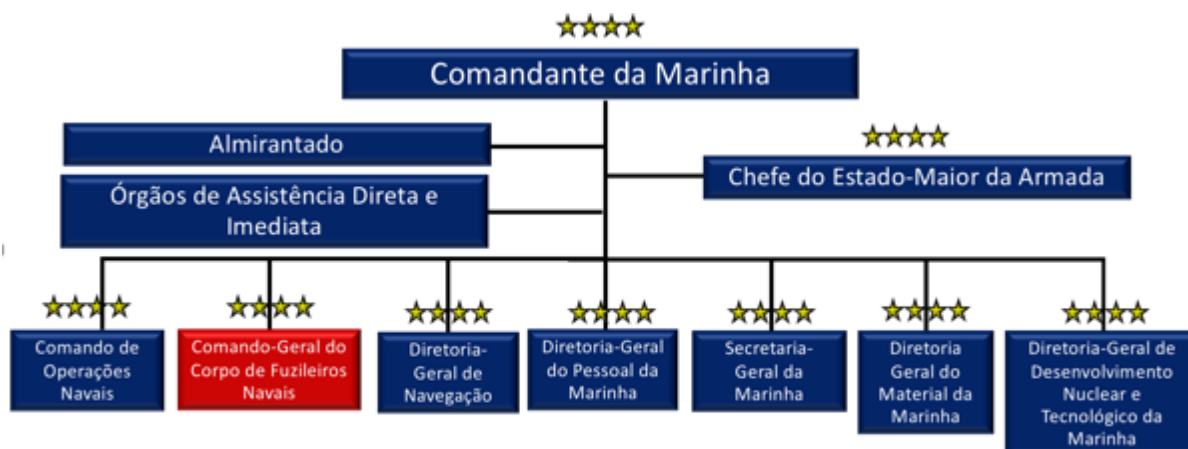 Comandante da Marinha
Almirantado
Chefe do Estado-Maior da Armada
Órgãos de Assistência Direta e
Imediata
Comando de
Operações
Navais
Comando-Geral do
Corpo de Fuzileiros
Navais
Diretoria-
Geral de
Navegação
Diretoria-Geral
do Pessoal da
Marinha
Secretaria-
Geral da
Marinha
Diretoria
Geral do
Material da
Marinha
Diretoria-Geral de
Desenvolvimento
Nuclear e
Tecnológico da
Marinha